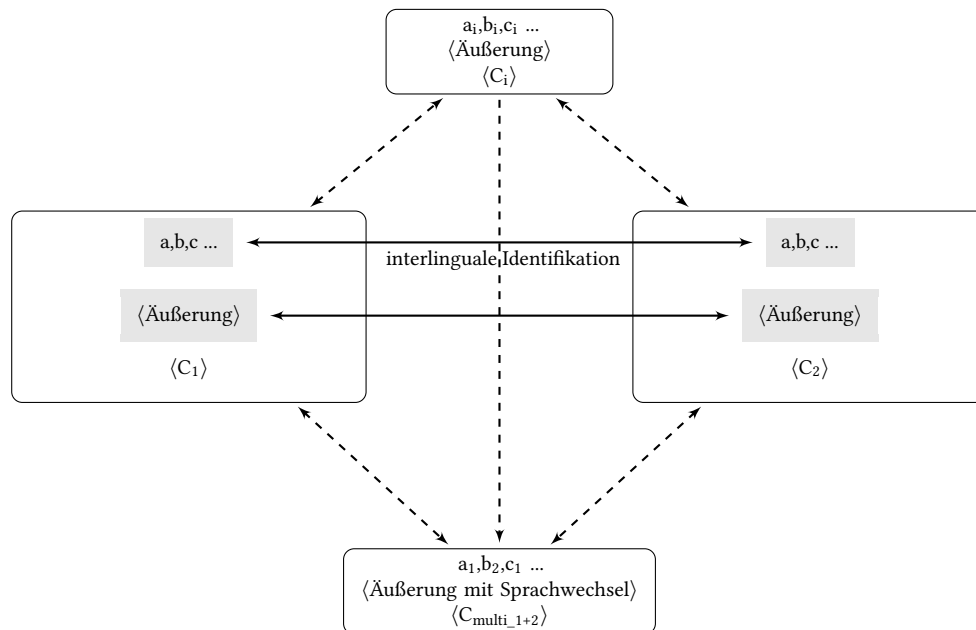 aᵢ,bᵢ,cᵢ ...
⟨Äußerung⟩
⟨Cᵢ⟩
a,b,c ...
a,b,c ...
interlinguale Identifikation
⟨Äußerung⟩
⟨Äußerung⟩
⟨C₁⟩
⟨C₂⟩
a₁,b₂,c₁ ...
⟨Äußerung mit Sprachwechsel⟩
⟨Cmulti_1+2⟩